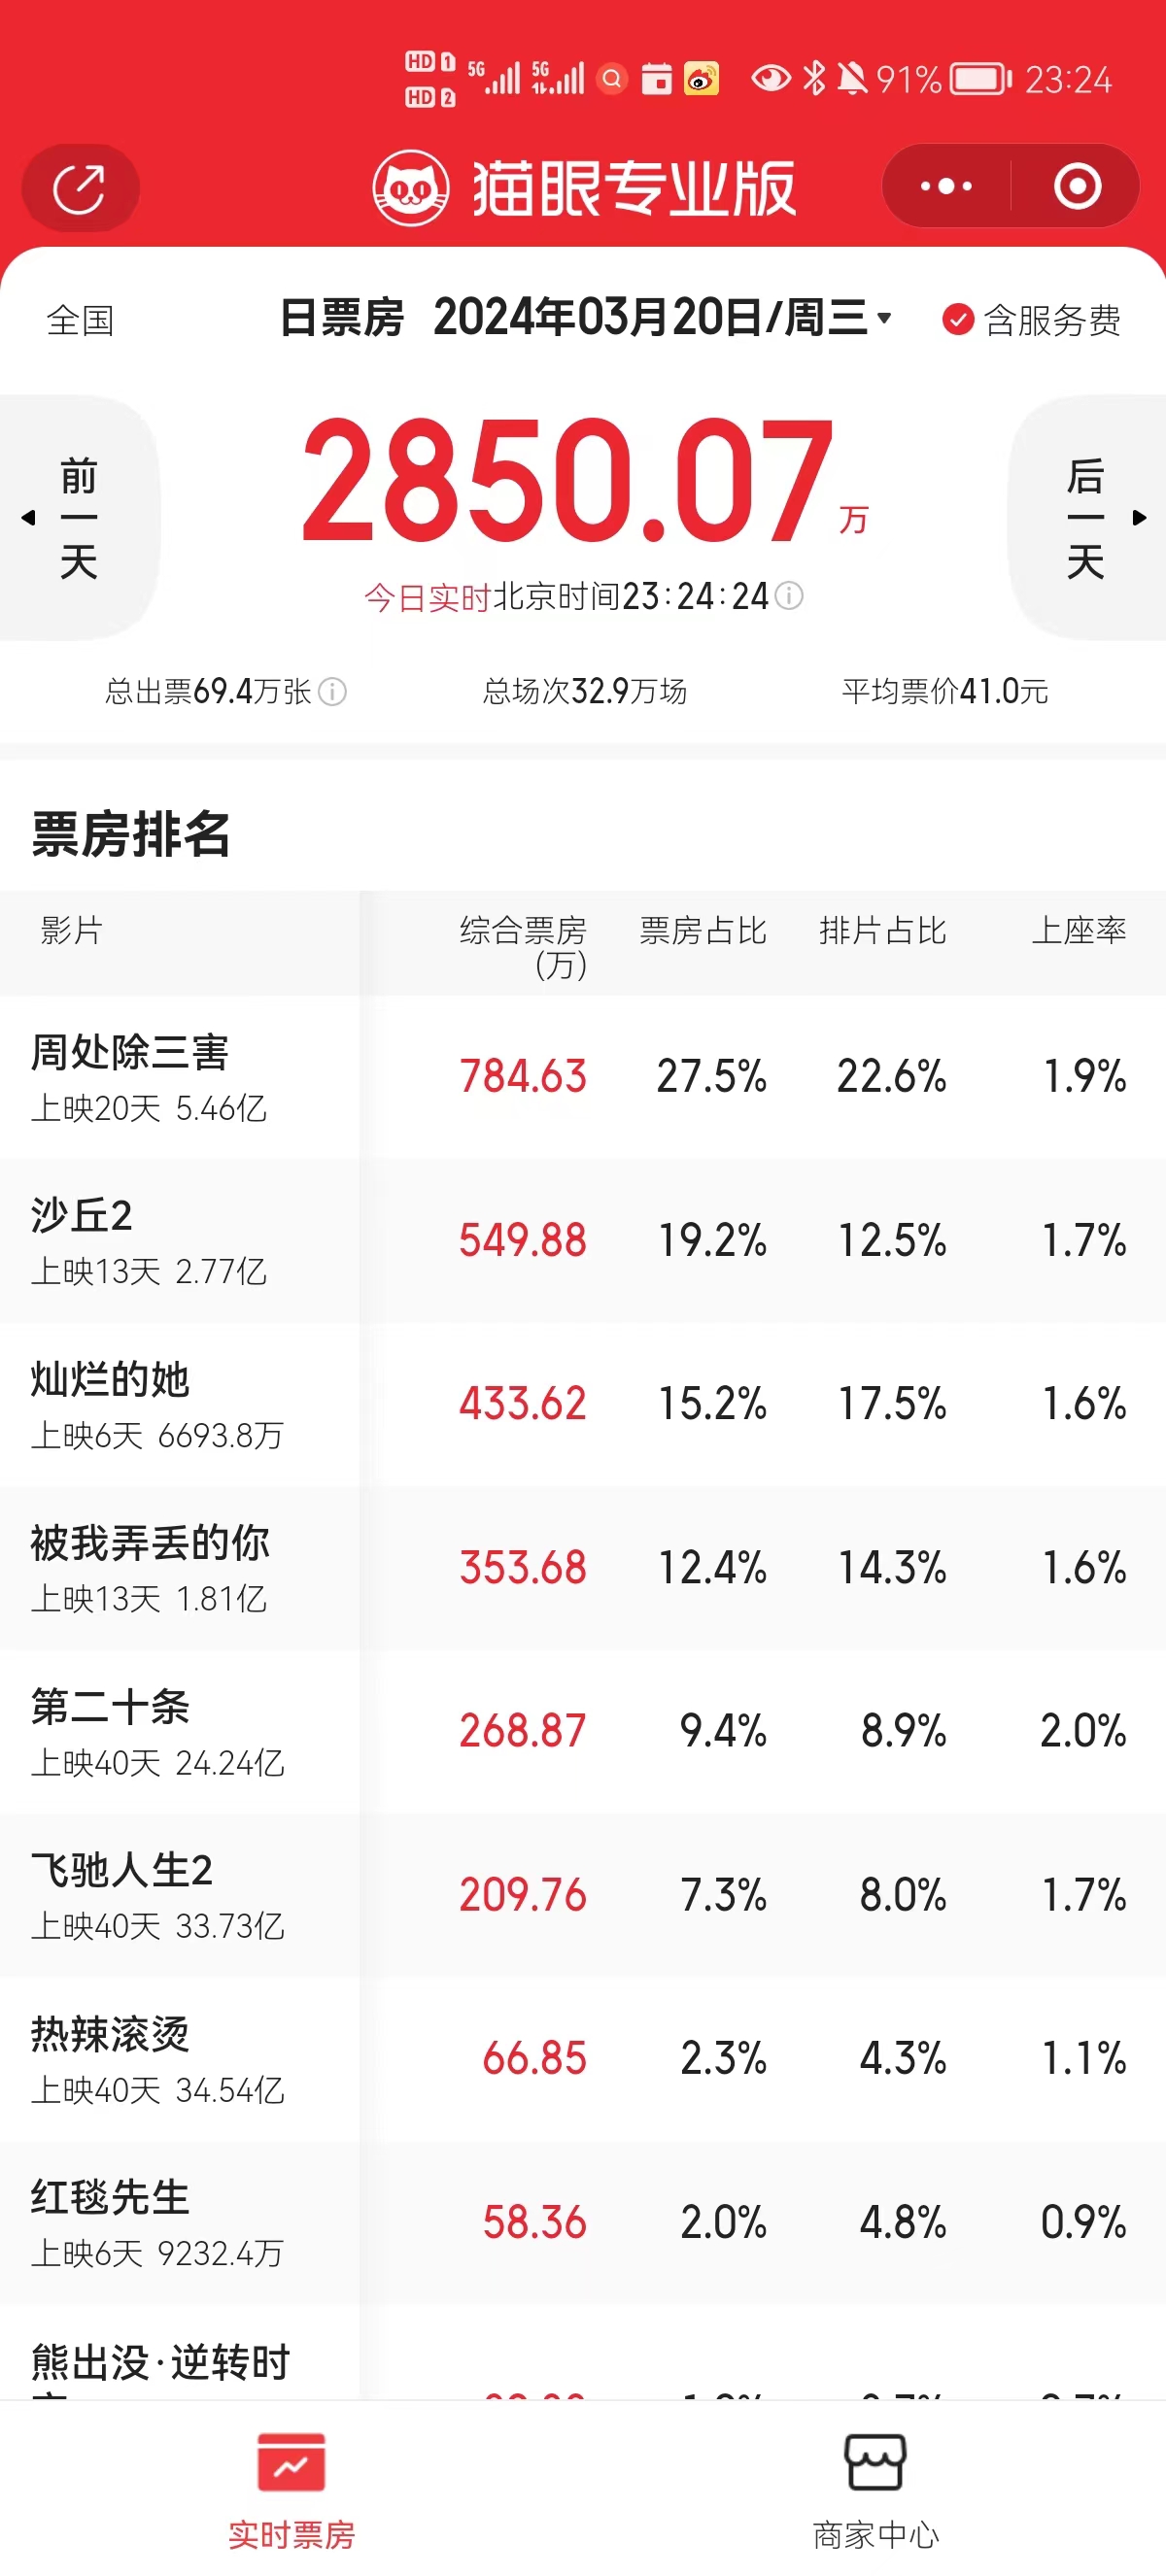 HD 1 5G 5G 91% 23:24
HD 2
猫眼专业版
全国 日票房 2024年03月20日/周三 含服务费
前一天
2850.07万
后一天
今日实时北京时间23:24:24
总出票69.4万张 总场次32.9万场 平均票价41.0元
票房排名
影片 综合票房 票房占比 排片占比 上座率
(万)
周处除三害
上映20天 5.46亿
784.63 27.5% 22.6% 1.9%
沙丘2
上映13天 2.77亿
549.88 19.2% 12.5% 1.7%
灿烂的她
上映6天 6693.8万
433.62 15.2% 17.5% 1.6%
被我弄丢的你
上映13天 1.81亿
353.68 12.4% 14.3% 1.6%
第二十条
上映40天 24.24亿
268.87 9.4% 8.9% 2.0%
飞驰人生2
上映40天 33.73亿
209.76 7.3% 8.0% 1.7%
热辣滚烫
上映40天 34.54亿
66.85 2.3% 4.3% 1.1%
红毯先生
上映6天 9232.4万
58.36 2.0% 4.8% 0.9%
熊出没·逆转时
实时票房 商家中心